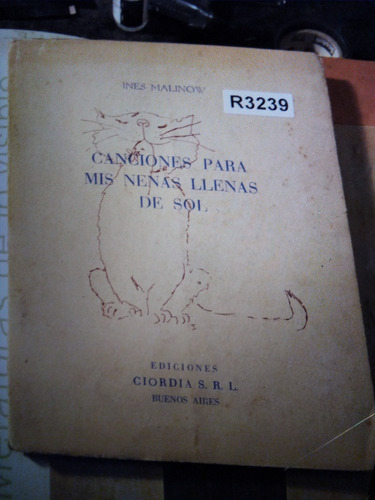 INES MALINOW
R3239
CANCIONES PARA
MIS NENAS LLENAS
DE SOL
EDICIONES
CIORDIA S. R. L.
BUENOS AIRES